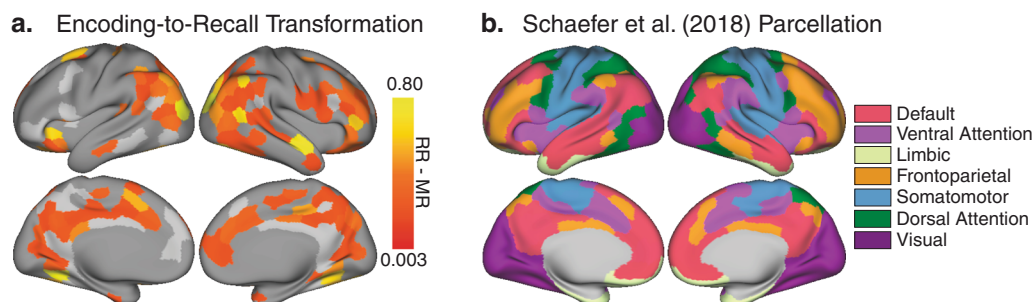 a. Encoding-to-Recall Transformation
0.80
RR - MR
0.003
b. Schaefer et al. (2018) Parcellation
Default
Ventral Attention
Limbic
Frontoparietal
Somatomotor
Dorsal Attention
Visual